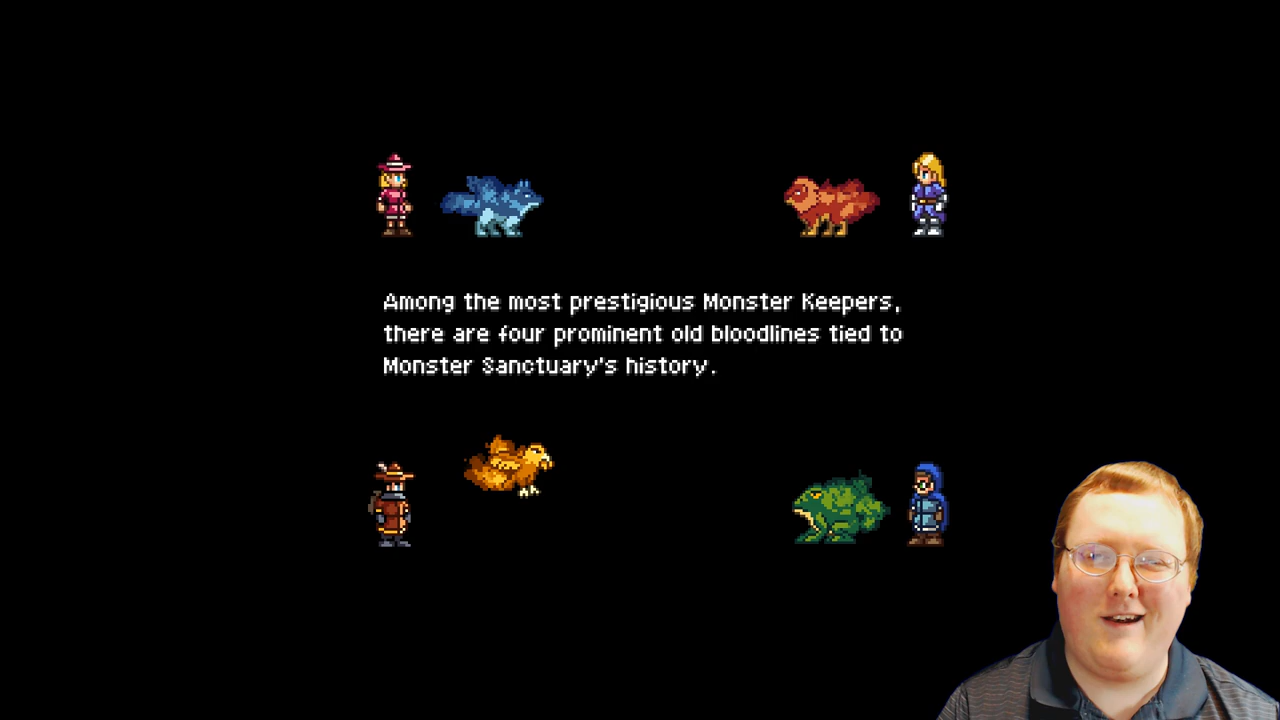 Among the most prestigious Monster Keepers,
there are four prominent old bloodlines tied to
Monster Sanctuary's history.